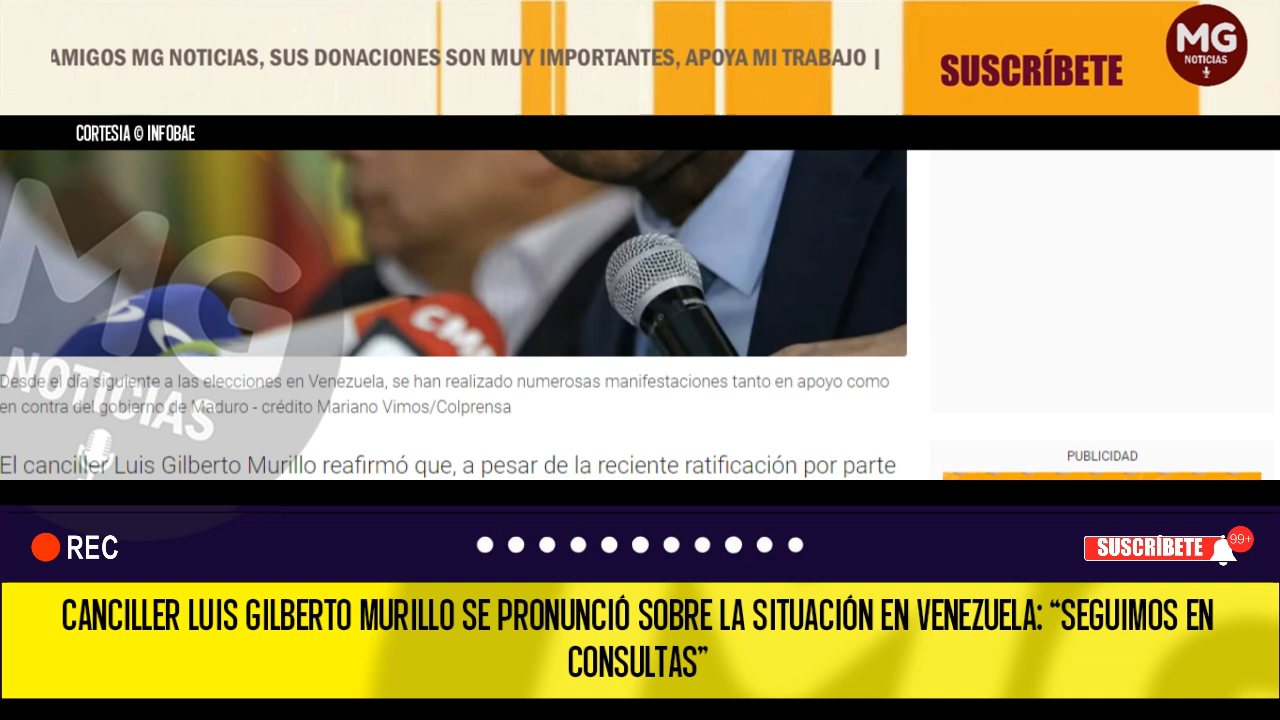 AMIGOS MG NOTICIAS, SUS DONACIONES SON MUY IMPORTANTES, APOYA MI TRABAJO |
SUSCRÍBETE
MG
NOTICIAS
CORTESIA © INFOBAE
MG
NOTICIAS
Desde el día siguiente a las elecciones en Venezuela, se han realizado numerosas manifestaciones tanto en apoyo como
en contra del gobierno de Maduro - crédito Mariano Vimos/Colprensa
El canciller Luis Gilberto Murillo reafirmó que, a pesar de la reciente ratificación por parte
PUBLICIDAD
REC
SUSCRÍBETE
99+
CANCILLER LUIS GILBERTO MURILLO SE PRONUNCIÓ SOBRE LA SITUACIÓN EN VENEZUELA: “SEGUIMOS EN
CONSULTAS”